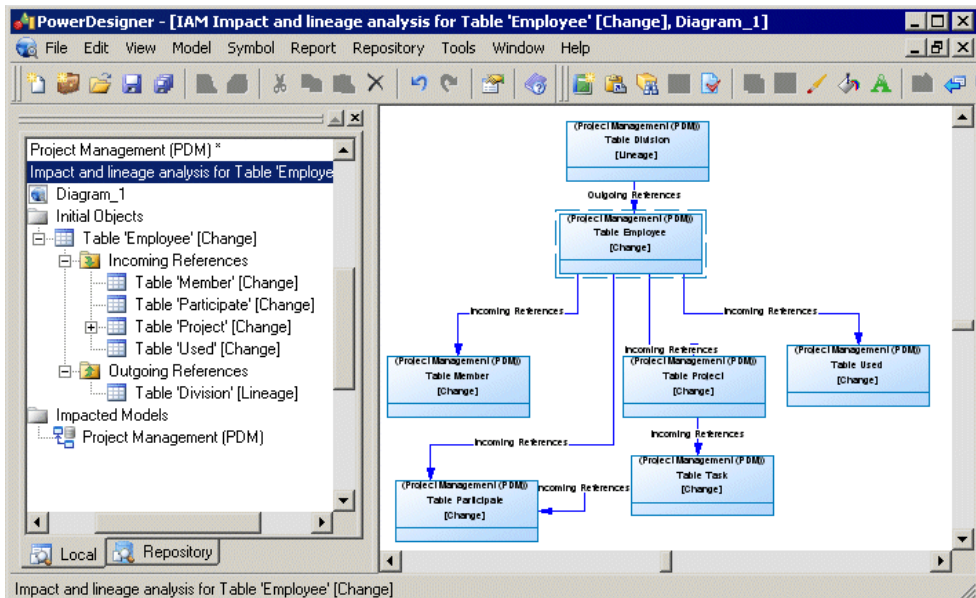 PowerDesigner - [IAM Impact and lineage analysis for Table 'Employee' [Change], Diagram_1]
File Edit View Model Symbol Report Repository Tools Window Help
Project Management (PDM) *
Impact and lineage analysis for Table 'Employe
Diagram_1
Initial Objects
Table 'Employee' [Change]
Incoming References
Table 'Member' [Change]
Table 'Participate' [Change]
Table 'Project' [Change]
Table 'Used' [Change]
Outgoing References
Table 'Division' [Lineage]
Impacted Models
Project Management (PDM)
Local
Repository
(Project Management (PDM))
Table Division
[Lineage]
Outgoing References
(Project Management (PDM))
Table Employee
[Change]
Incoming References
Incoming References
Incoming References
(Project Management (PDM))
Table Member
[Change]
(Project Management (PDM))
Table Project
[Change]
(Project Management (PDM))
Table Used
[Change]
Incoming References
Incoming References
(Project Management (PDM))
Table Task
[Change]
(Project Management (PDM))
Table Participate
[Change]
Incoming References
Impact and lineage analysis for Table 'Employee' [Change]